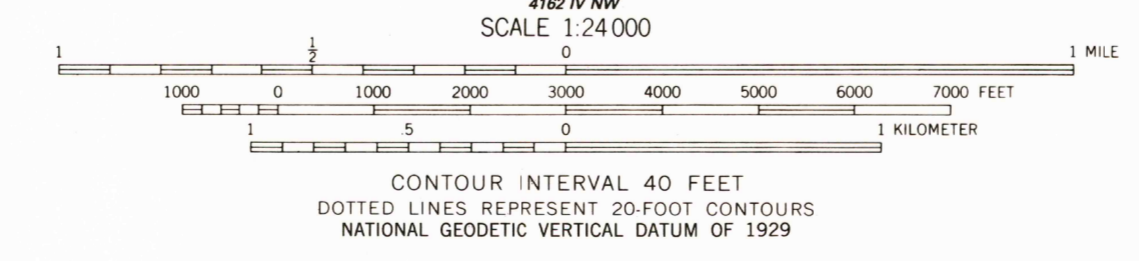 4162 IV NW
SCALE 1:24 000
1 1/2 0 1 MILE
1000 0 1000 2000 3000 4000 5000 6000 7000 FEET
1 .5 0 1 KILOMETER
CONTOUR INTERVAL 40 FEET
DOTTED LINES REPRESENT 20-FOOT CONTOURS
NATIONAL GEODETIC VERTICAL DATUM OF 1929